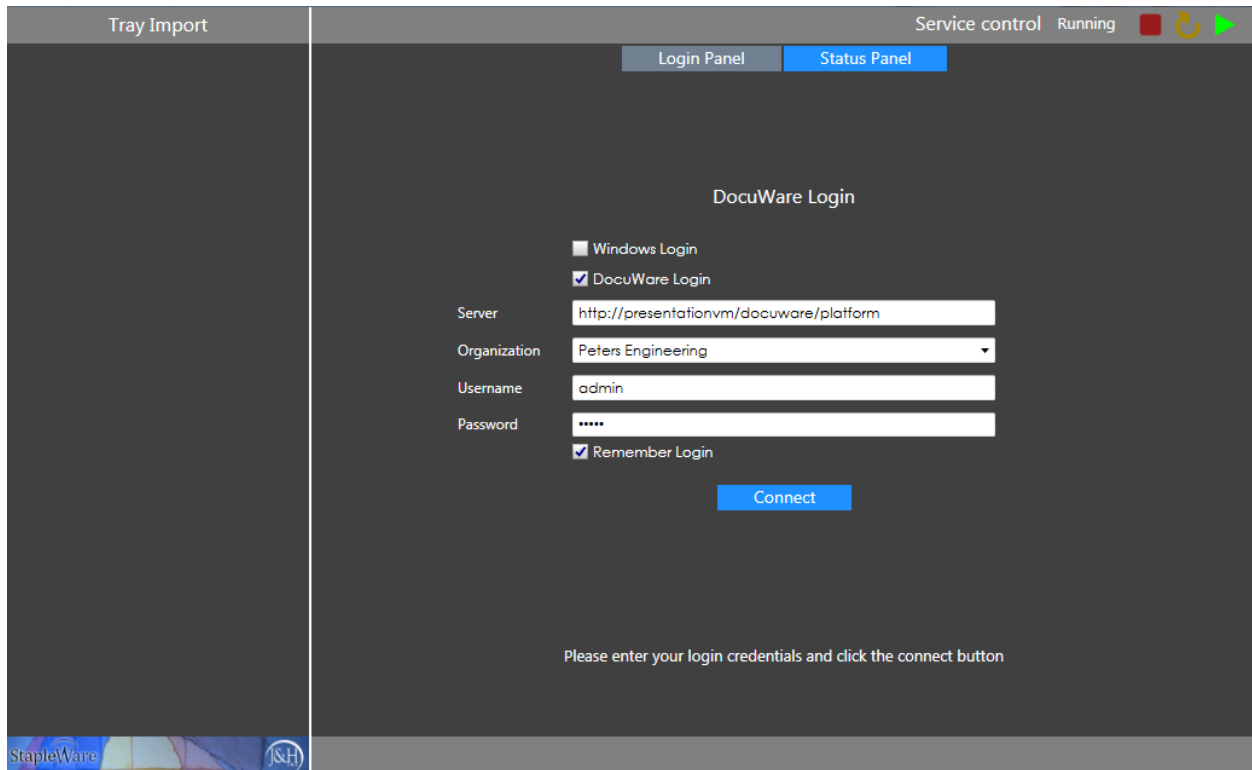 Tray Import
Service control Running
Login Panel Status Panel
DocuWare Login
Windows Login
DocuWare Login
Server http://presentationvm/docuware/platform
Organization Peters Engineering
Username admin
Password •••••
Remember Login
Connect
Please enter your login credentials and click the connect button
StapleWare J&H